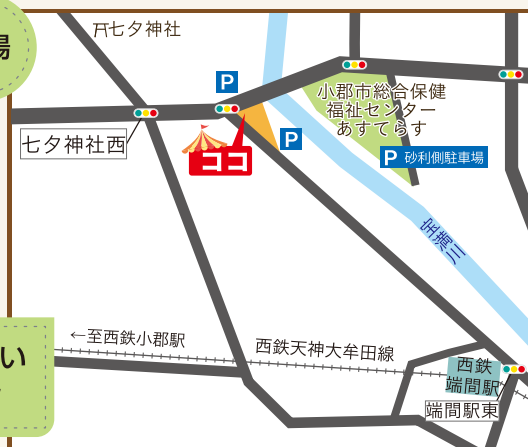 七夕神社
場
P
小郡市総合保健
福祉センター
あすてらす
七夕神社西
P
ココ
P 砂利側駐車場
宝満川
い
←至西鉄小郡駅
西鉄天神大牟田線
西鉄
端間駅
端間駅東